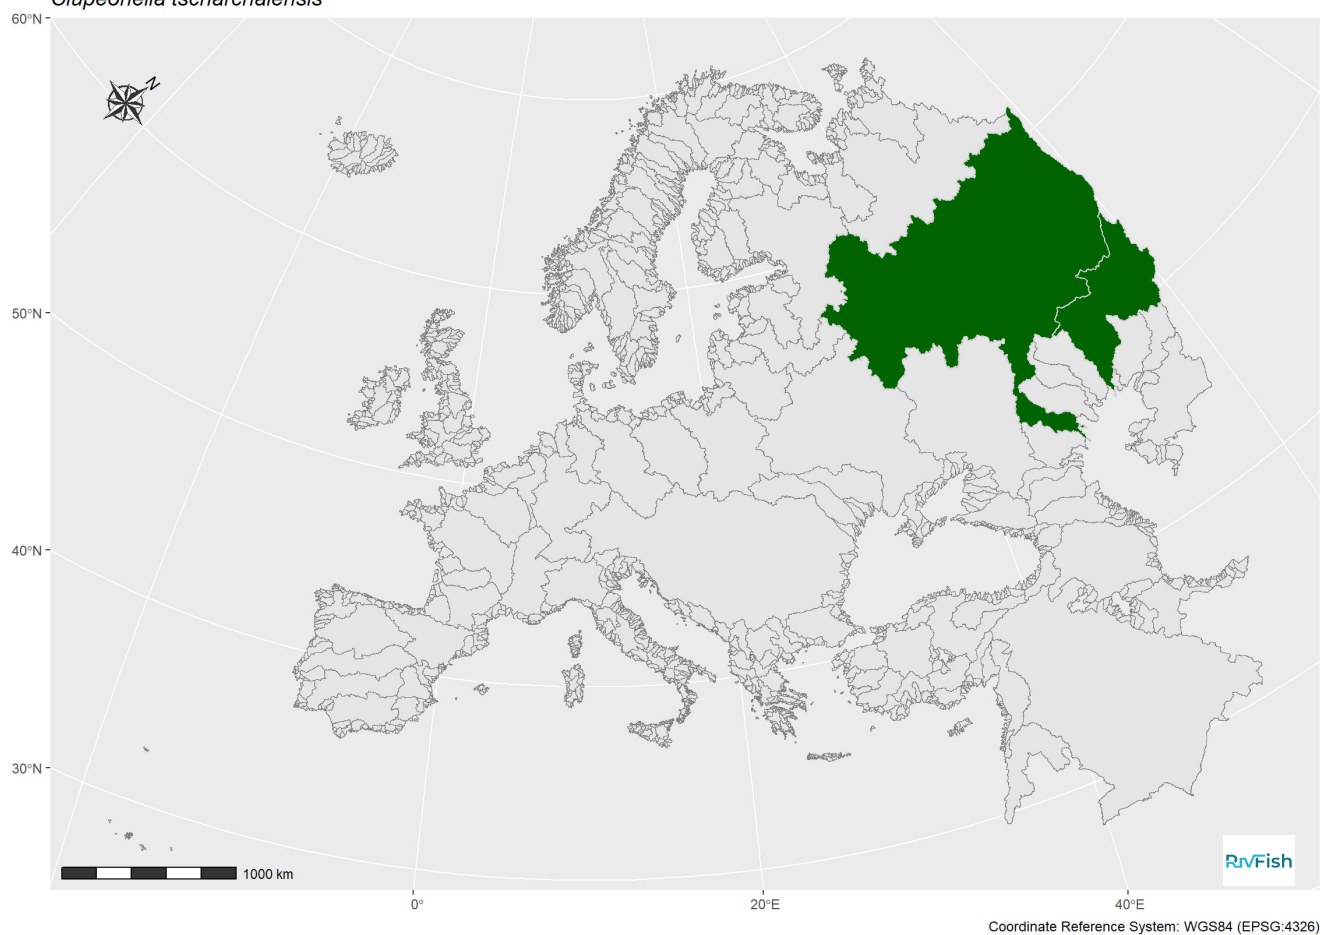 Clupeonella tscharchalensis
60°N
N
50°N
40°N
30°N
RIVFish
1000 km
0°
20°E
40°E
Coordinate Reference System: WGS84 (EPSG:4326)